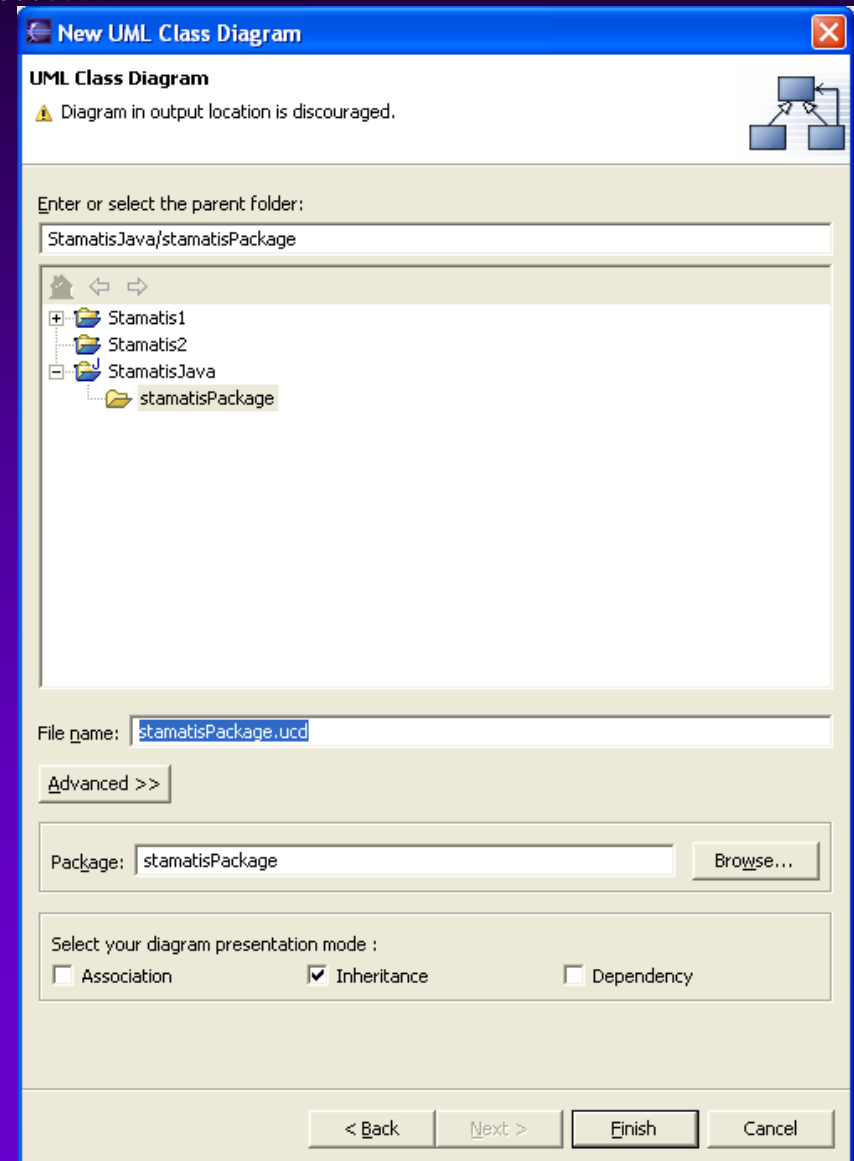 New UML Class Diagram
UML Class Diagram
Diagram in output location is discouraged.
Enter or select the parent folder:
StamatisJava/stamatisPackage
Stamatis1
Stamatis2
StamatisJava
stamatisPackage
File name: stamatisPackage.ucd
Advanced >>
Package: stamatisPackage Browse...
Select your diagram presentation mode :
Association Inheritance Dependency
< Back Next > Finish Cancel